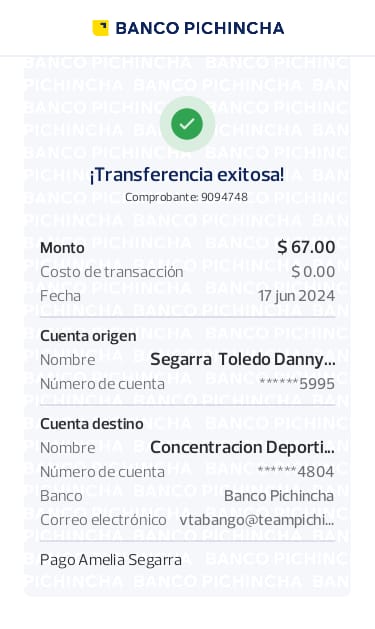 BANCO PICHINCHA
¡Transferencia exitosa!
Comprobante: 9094748
Monto $ 67.00
Costo de transacción $ 0.00
Fecha 17 jun 2024
Cuenta origen
Nombre Segarra Toledo Danny...
Número de cuenta ******5995
Cuenta destino
Nombre Concentracion Deporti...
Número de cuenta ******4804
Banco Banco Pichincha
Correo electrónico vtabango@teampichi...
Pago Amelia Segarra